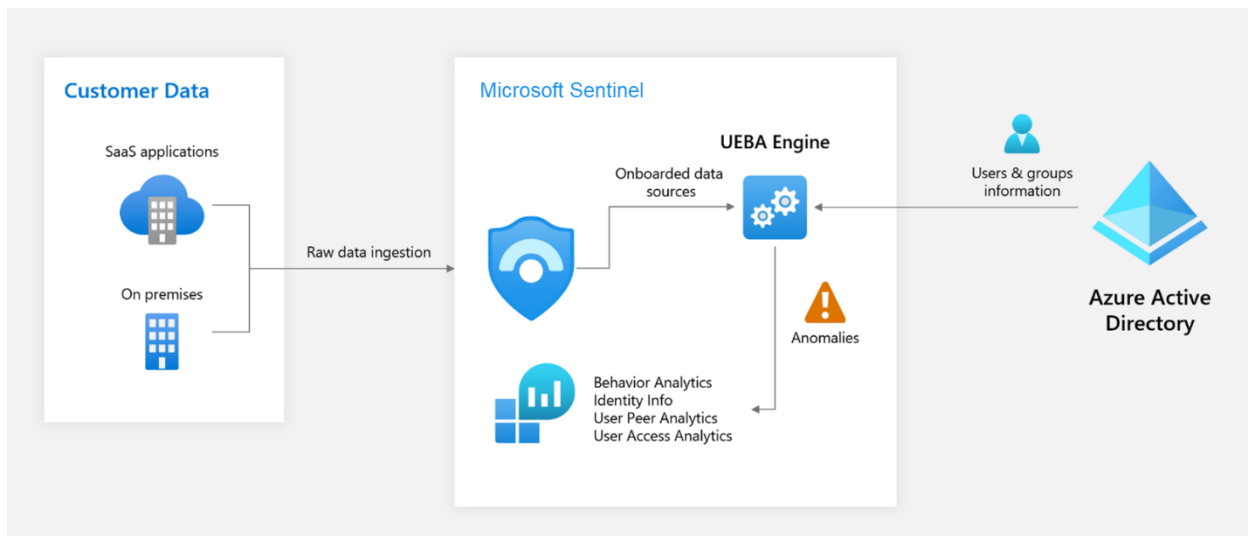 Customer Data
SaaS applications
On premises
Raw data ingestion
Microsoft Sentinel
UEBA Engine
Onboarded data
sources
Anomalies
Behavior Analytics
Identity Info
User Peer Analytics
User Access Analytics
Users & groups
information
Azure Active
Directory